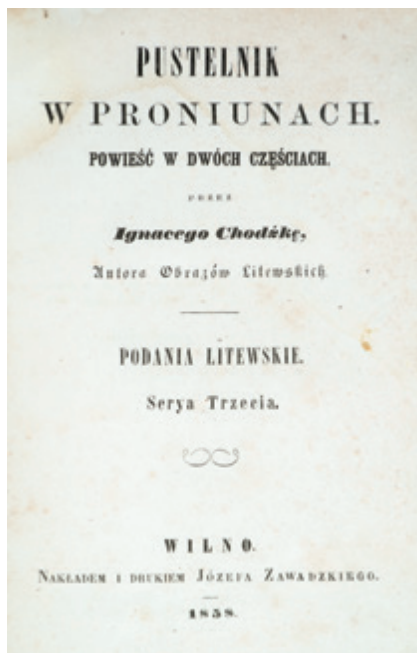 PUSTELNIK
W PRONIUNACH.
POWIEŚĆ W DWÓCH CZĘŚCIACH.
PRZEZ
Ignacego Chodźkę,
Autora Obrazów Litewskich
PODANIA LITEWSKIE.
Serya Trzecia.
WILNO.
NAKŁADEM I DRUKIEM JÓZEFA ZAWADZKIEGO.
1858.